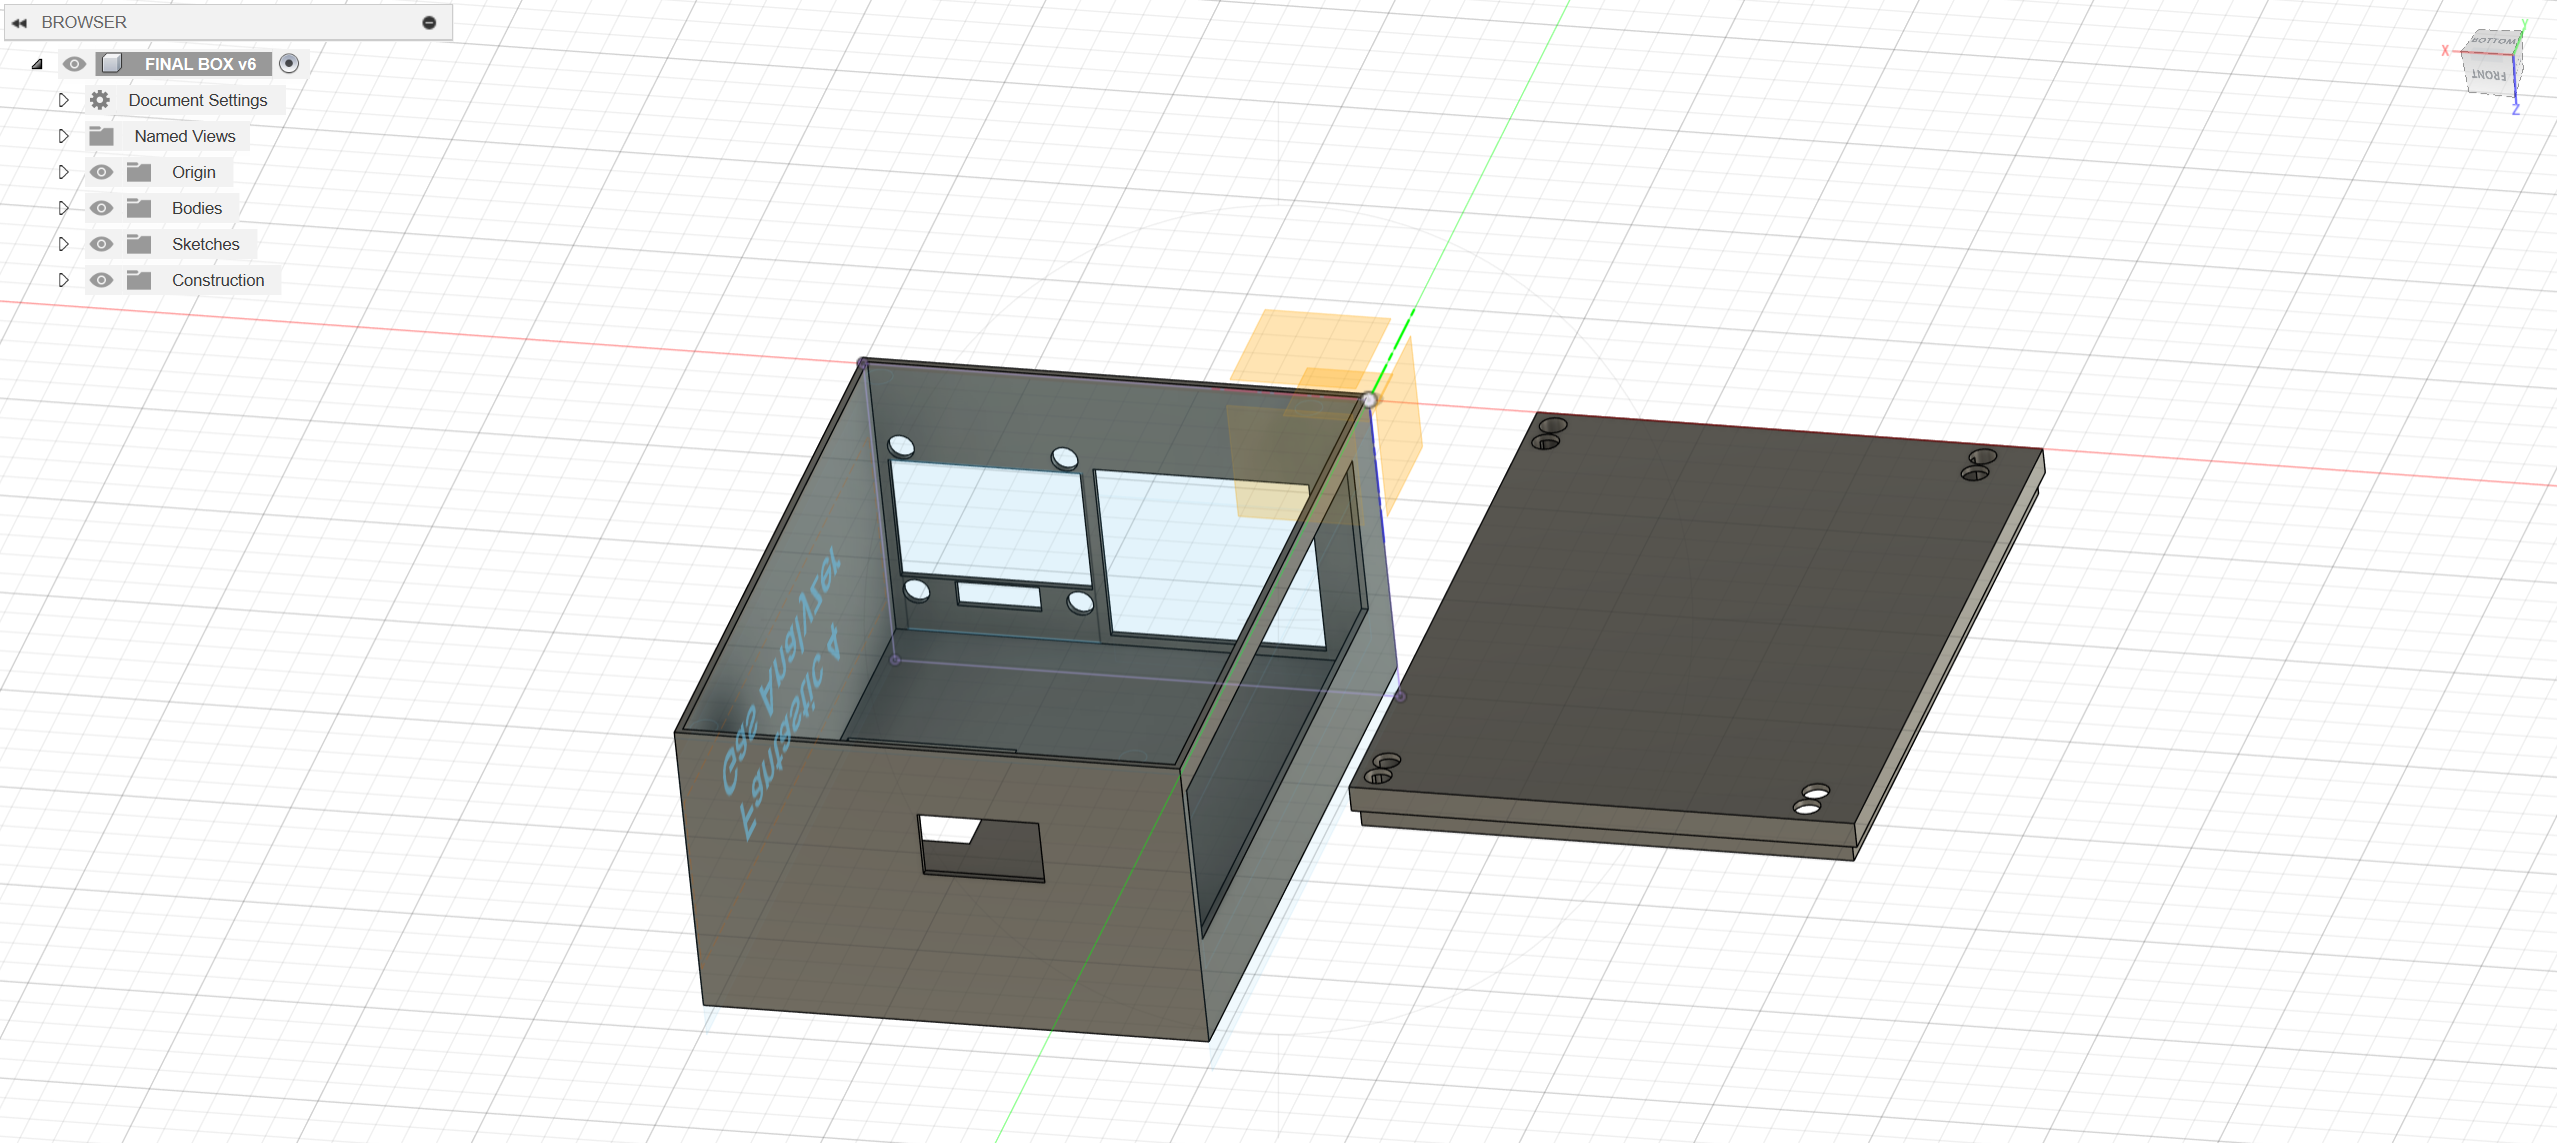 BROWSER
FINAL BOX v6
Document Settings
Named Views
Origin
Bodies
Sketches
Construction
BOTTOM
FRONT
X
Y
Z